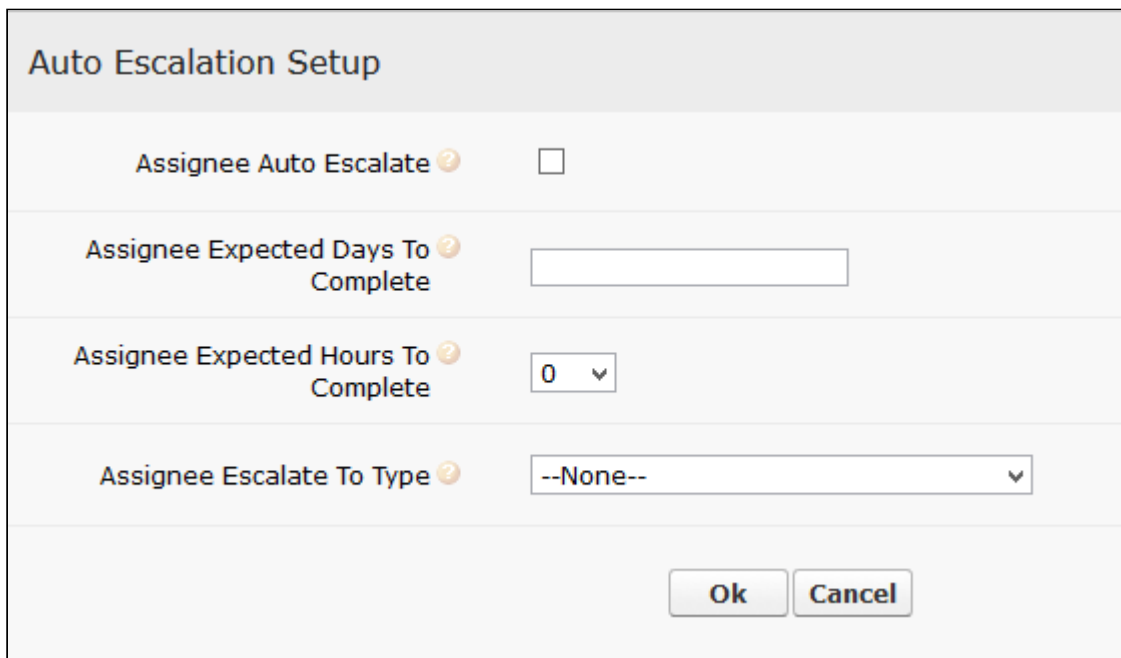 Auto Escalation Setup
Assignee Auto Escalate ?
Assignee Expected Days To ?
Complete
Assignee Expected Hours To ?
Complete
0
Assignee Escalate To Type ?
--None--
Ok Cancel